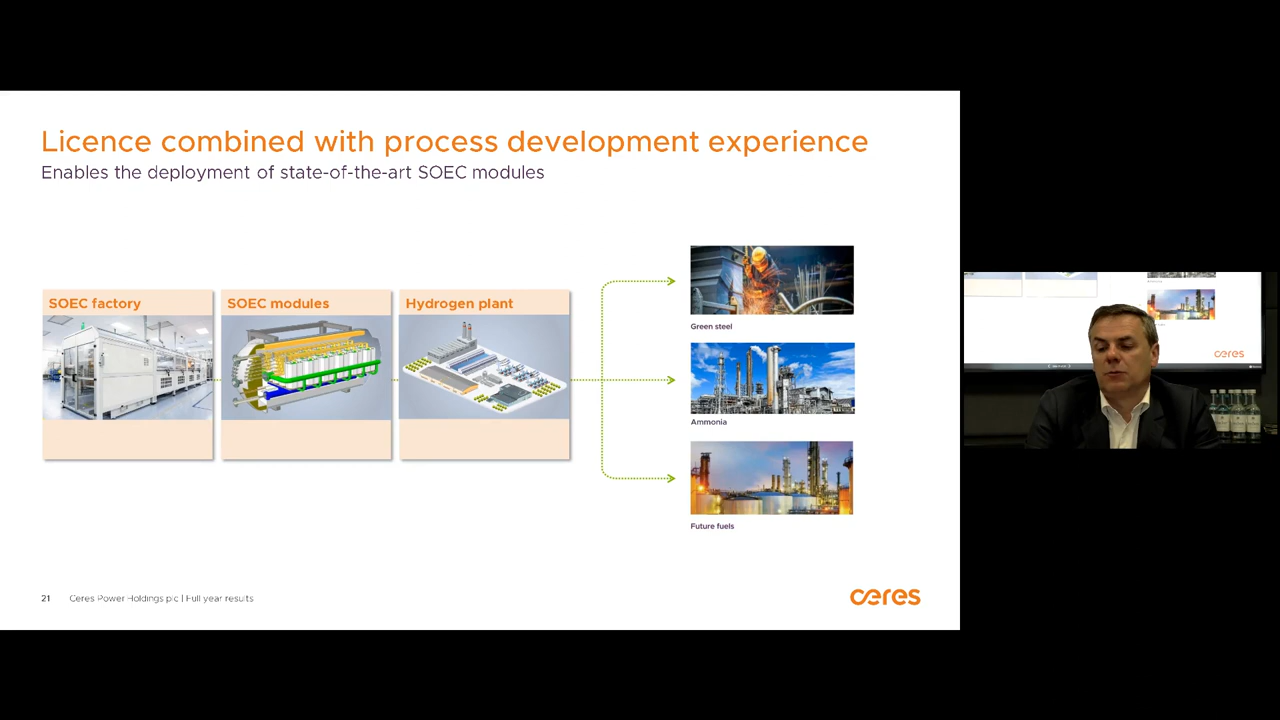 Licence combined with process development experience
Enables the deployment of state-of-the-art SOEC modules
SOEC factory
SOEC modules
Hydrogen plant
Green steel
Ammonia
Future fuels
21 Ceres Power Holdings plc | Full year results
ceres
ceres